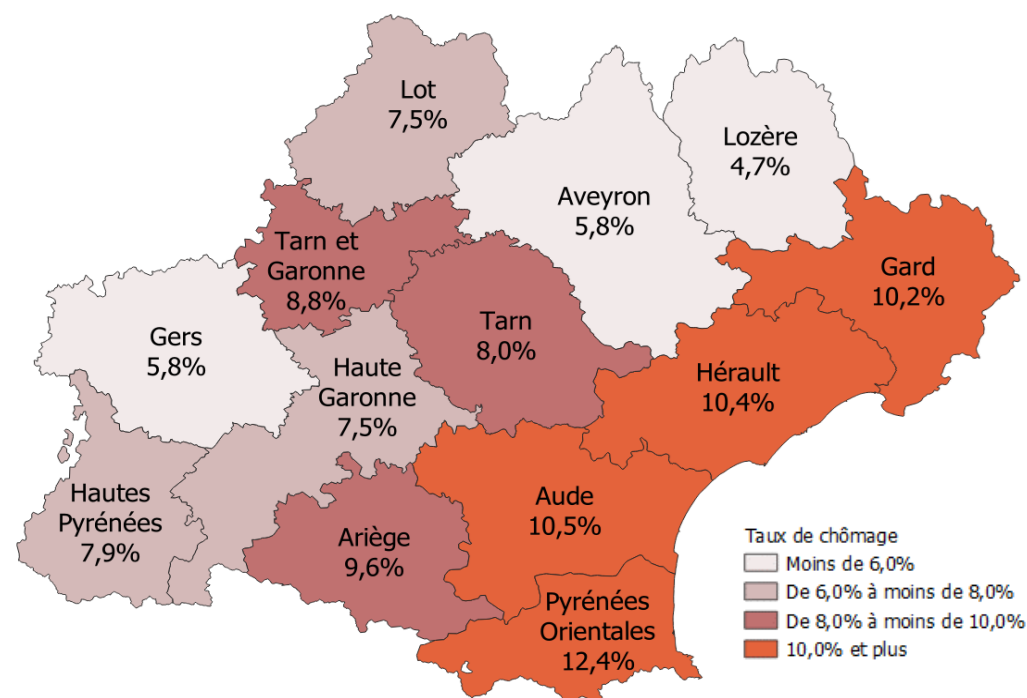 Lot
7,5%
Lozère
4,7%
Aveyron
5,8%
Tarn et
Garonne
8,8%
Gard
10,2%
Gers
5,8%
Tarn
8,0%
Haute
Garonne
7,5%
Hérault
10,4%
Hautes
Pyrénées
7,9%
Ariège
9,6%
Aude
10,5%
Pyrénées
Orientales
12,4%
Taux de chômage
Moins de 6,0%
De 6,0% à moins de 8,0%
De 8,0% à moins de 10,0%
10,0% et plus